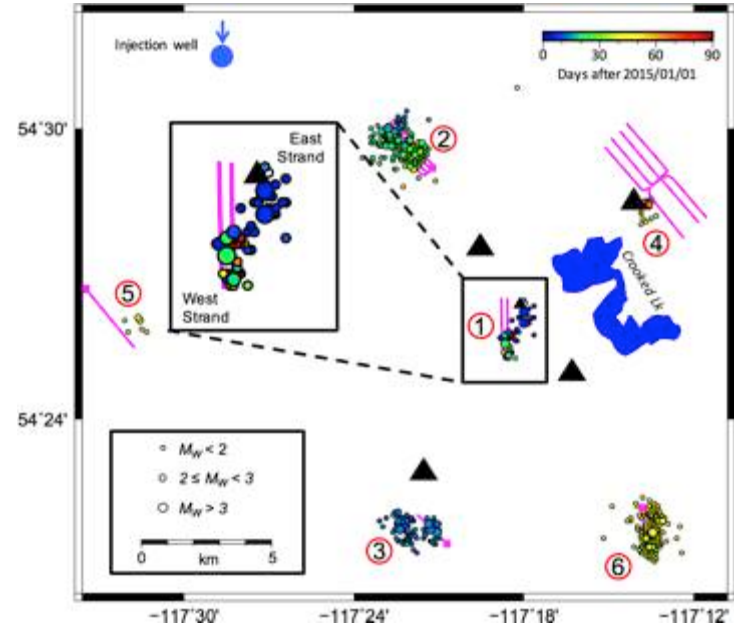 Injection well
0 30 60 90
Days after 2015/01/01
54˚30'
East
Strand
2
4
Crooked Lk
5
West
Strand
1
54˚24'
Mw < 2
2 ≤ Mw < 3
Mw > 3
0 5
km
3
6
−117˚30' −117˚24' −117˚18' −117˚12'